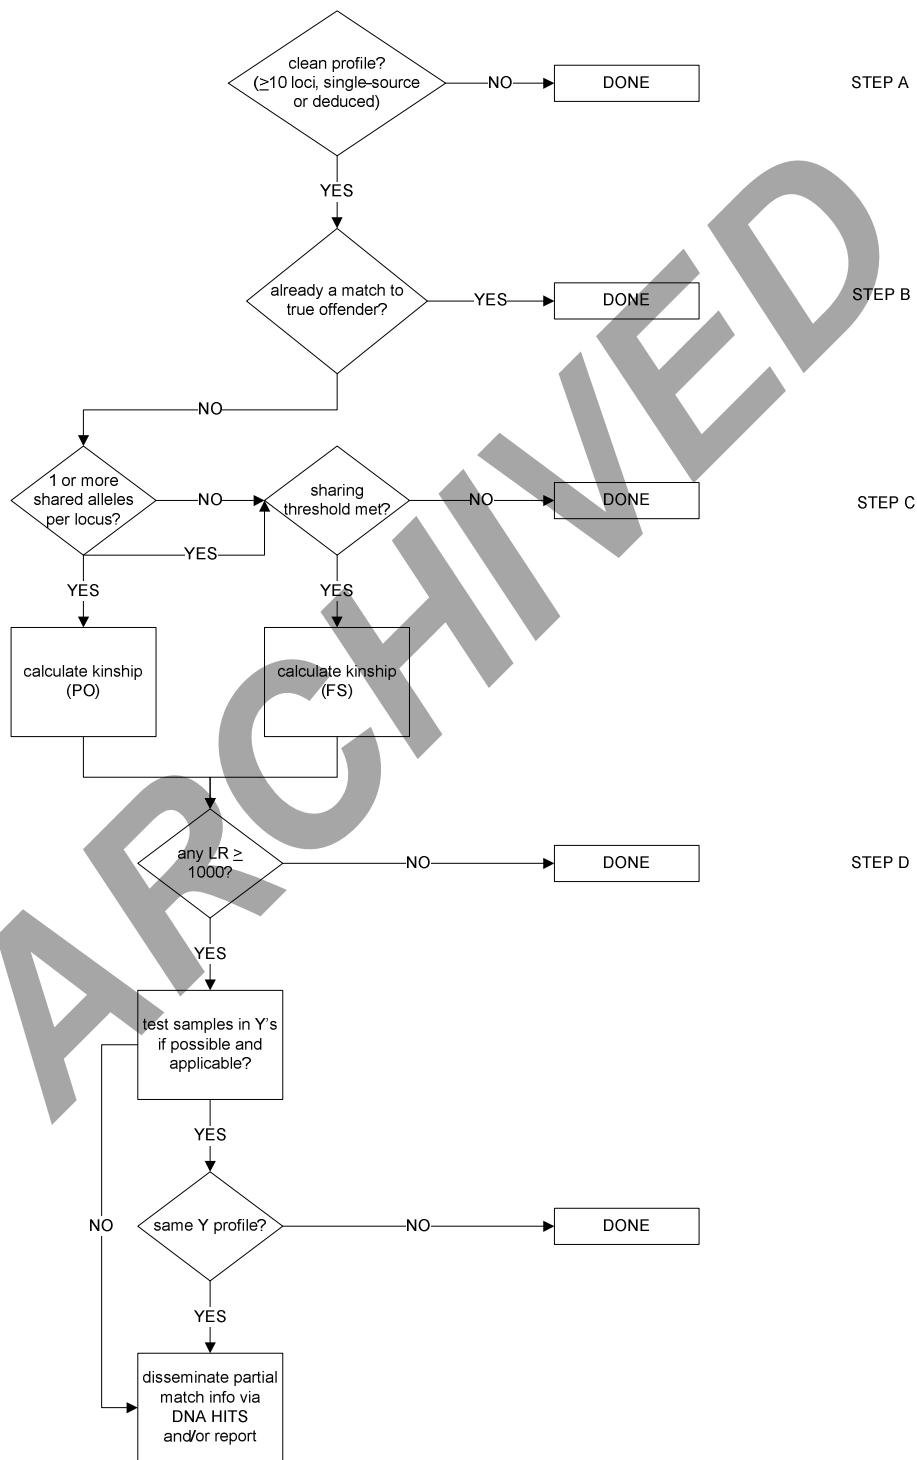 clean profile?
(≥10 loci, single-source
or deduced)
NO
DONE
STEP A
YES
already a match to
true offender?
YES
DONE
STEP B
NO
1 or more
shared alleles
per locus?
NO
sharing
threshold met?
NO
DONE
STEP C
YES
YES
YES
calculate kinship
(PO)
calculate kinship
(FS)
any LR ≥
1000?
NO
DONE
STEP D
YES
test samples in Y's
if possible and
applicable?
YES
NO
same Y profile?
NO
DONE
YES
disseminate partial
match info via
DNA HITS
and/or report
ARCHIVED